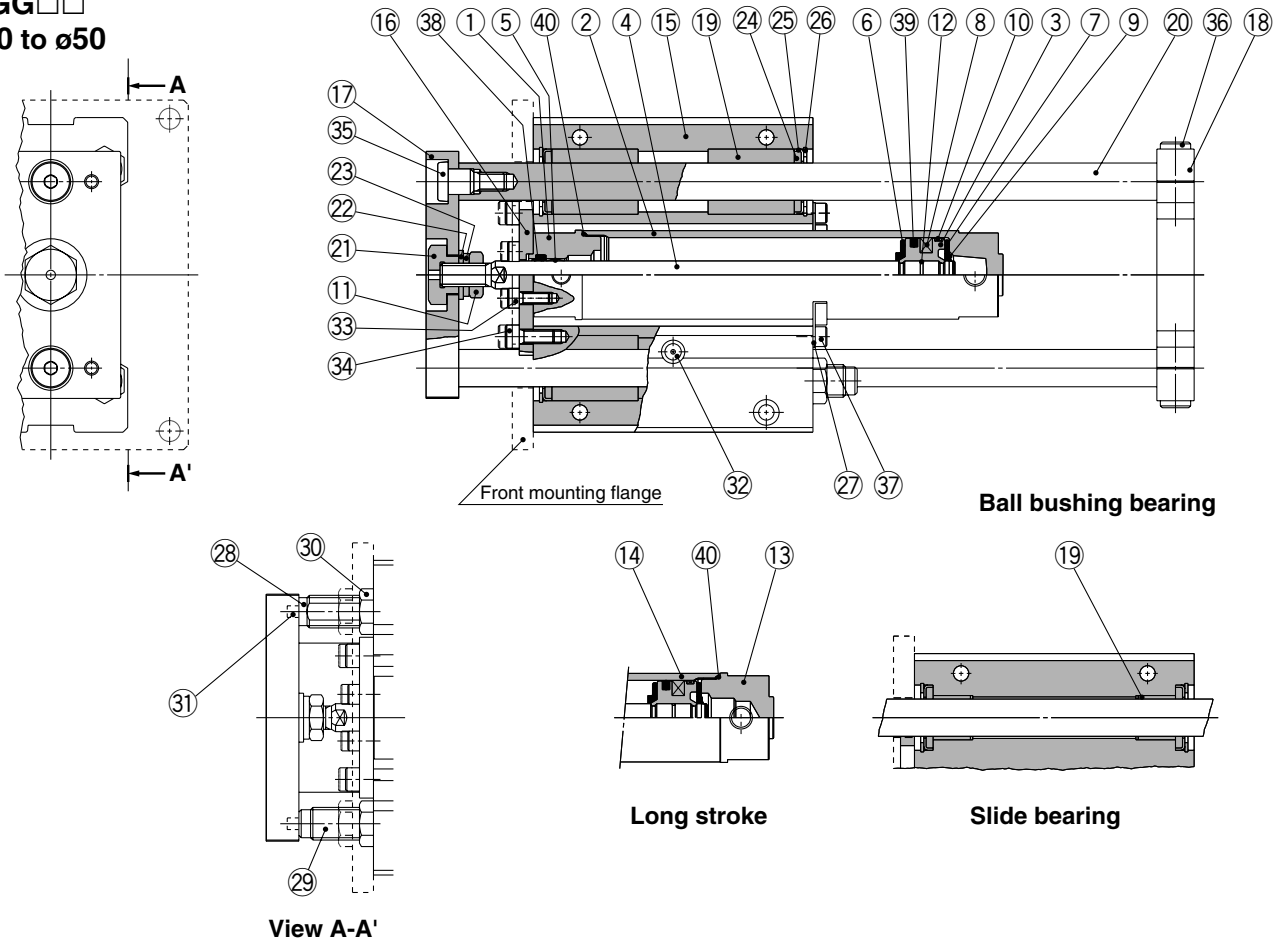 GG□□
0 to ø50
A
A'
16 38 1 5 40 2 4 15 19 24 25 26 6 39 12 8 10 3 7 9 20 36 18
17
35
23
22
21
11
33
34
Front mounting flange
32 27 37
Ball bushing bearing
28 30
31
29
View A-A'
14 40 13
Long stroke
19
Slide bearing